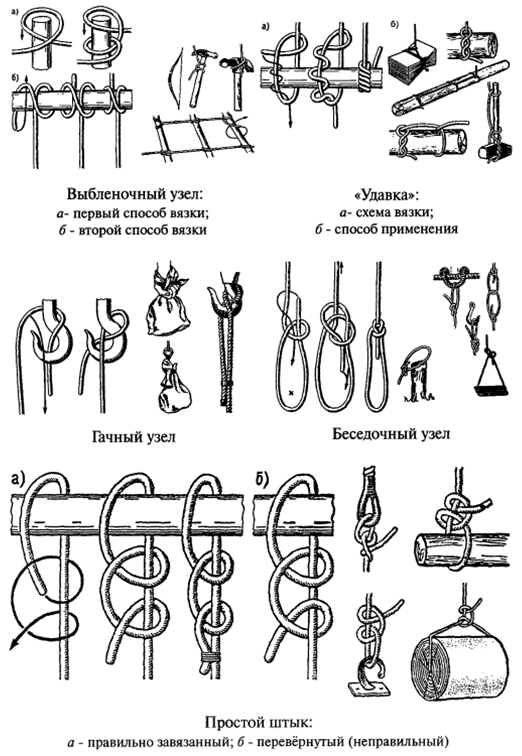 а)
б)
Выбленочный узел:
а- первый способ вязки;
б - второй способ вязки
а)
б)
«Удавка»:
а- схема вязки;
б - способ применения
Гачный узел
Беседочный узел
а)
б)
Простой штык:
а - правильно завязанный; б - перевёрнутый (неправильный)